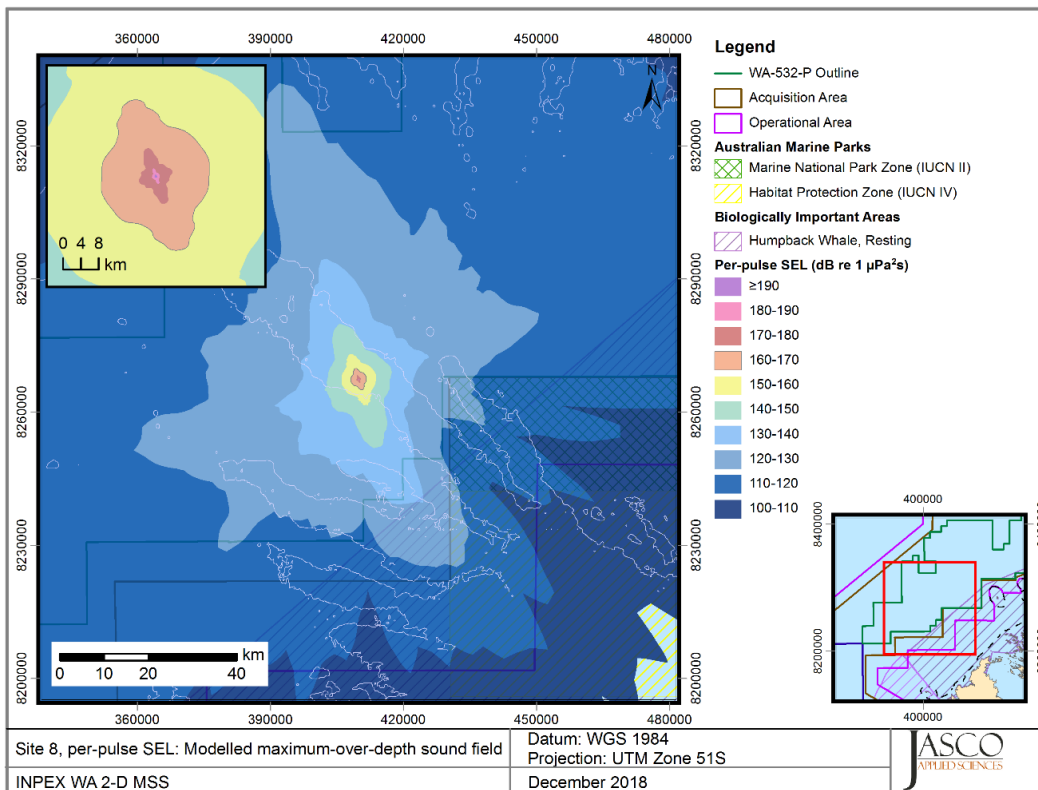 360000 390000 420000 450000 480000
8320000
8290000
8260000
8230000
8200000
0 4 8
km
N
km
0 10 20 40
8320000
8290000
8260000
8230000
8200000
360000 390000 420000 450000 480000
Legend
WA-532-P Outline
Acquisition Area
Operational Area
Australian Marine Parks
Marine National Park Zone (IUCN II)
Habitat Protection Zone (IUCN IV)
Biologically Important Areas
Humpback Whale, Resting
Per-pulse SEL (dB re 1 µPa²s)
≥190
180-190
170-180
160-170
150-160
140-150
130-140
120-130
110-120
100-110
400000
8400000
8200000
400000
Site 8, per-pulse SEL: Modelled maximum-over-depth sound field
INPEX WA 2-D MSS
Datum: WGS 1984
Projection: UTM Zone 51S
December 2018
JASCO
APPLIED SCIENCES